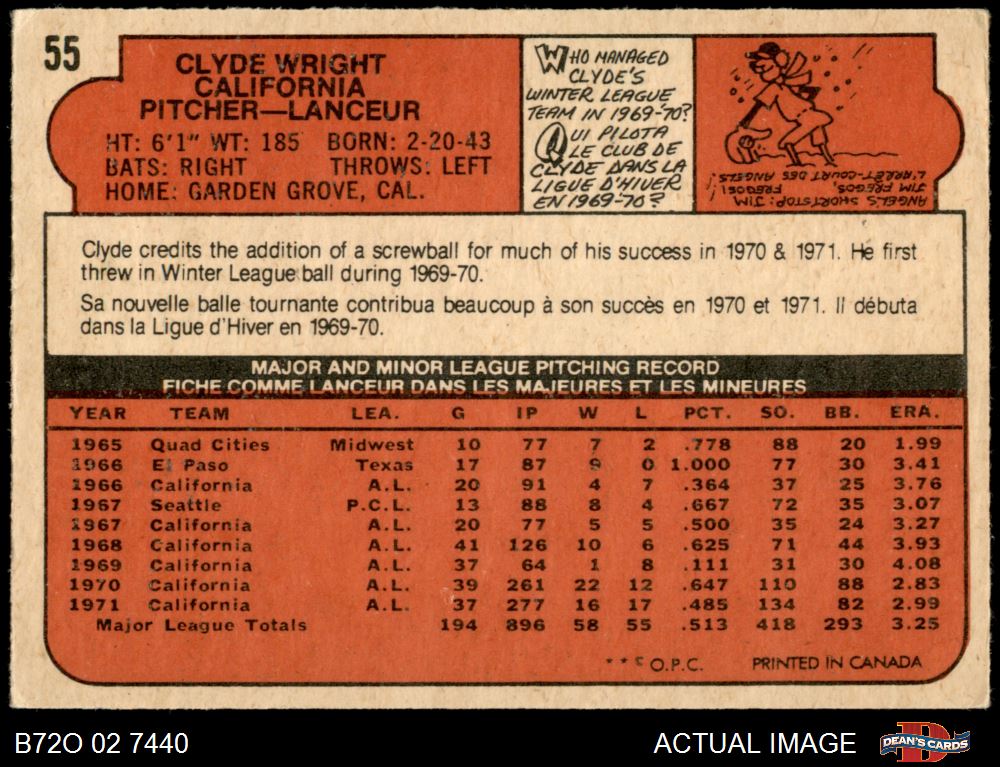 55
CLYDE WRIGHT
CALIFORNIA
PITCHER—LANCEUR
HT: 6'1" WT: 185 BORN: 2-20-43
BATS: RIGHT THROWS: LEFT
HOME: GARDEN GROVE, CAL.
WHO MANAGED
CLYDE'S
WINTER LEAGUE
TEAM IN 1969-'70?
QUI PILOTA
LE CLUB DE
CLYDE DANS LA
LIGUE D'HIVER
EN 1969-70?
ANGEL'S SHORTSTOP: JIM
FREGOSI
JIM FREGOSI,
L'ARRÊT-COURT DES ANGELS!
Clyde credits the addition of a screwball for much of his success in 1970 & 1971. He first
threw in Winter League ball during 1969-70.
Sa nouvelle balle tournante contribua beaucoup à son succès en 1970 et 1971. Il débuta
dans la Ligue d'Hiver en 1969-70.
MAJOR AND MINOR LEAGUE PITCHING RECORD
FICHE COMME LANCEUR DANS LES MAJEURES ET LES MINEURES
YEAR TEAM LEA. G IP W L PCT. SO. BB. ERA.
1965 Quad Cities Midwest 10 77 7 2 .778 88 20 1.99
1966 El Paso Texas 17 87 9 0 1.000 77 30 3.41
1966 California A.L. 20 91 4 7 .364 37 25 3.76
1967 Seattle P.C.L. 13 88 8 4 .667 72 35 3.07
1967 California A.L. 20 77 5 5 .500 35 24 3.27
1968 California A.L. 41 126 10 6 .625 71 44 3.93
1969 California A.L. 37 64 1 8 .111 31 30 4.08
1970 California A.L. 39 261 22 12 .647 110 88 2.83
1971 California A.L. 37 277 16 17 .485 134 82 2.99
Major League Totals 194 896 58 55 .513 418 293 3.25
* * © O.P.C. PRINTED IN CANADA
B72O 02 7440 ACTUAL IMAGE
DEAN'S CARDS